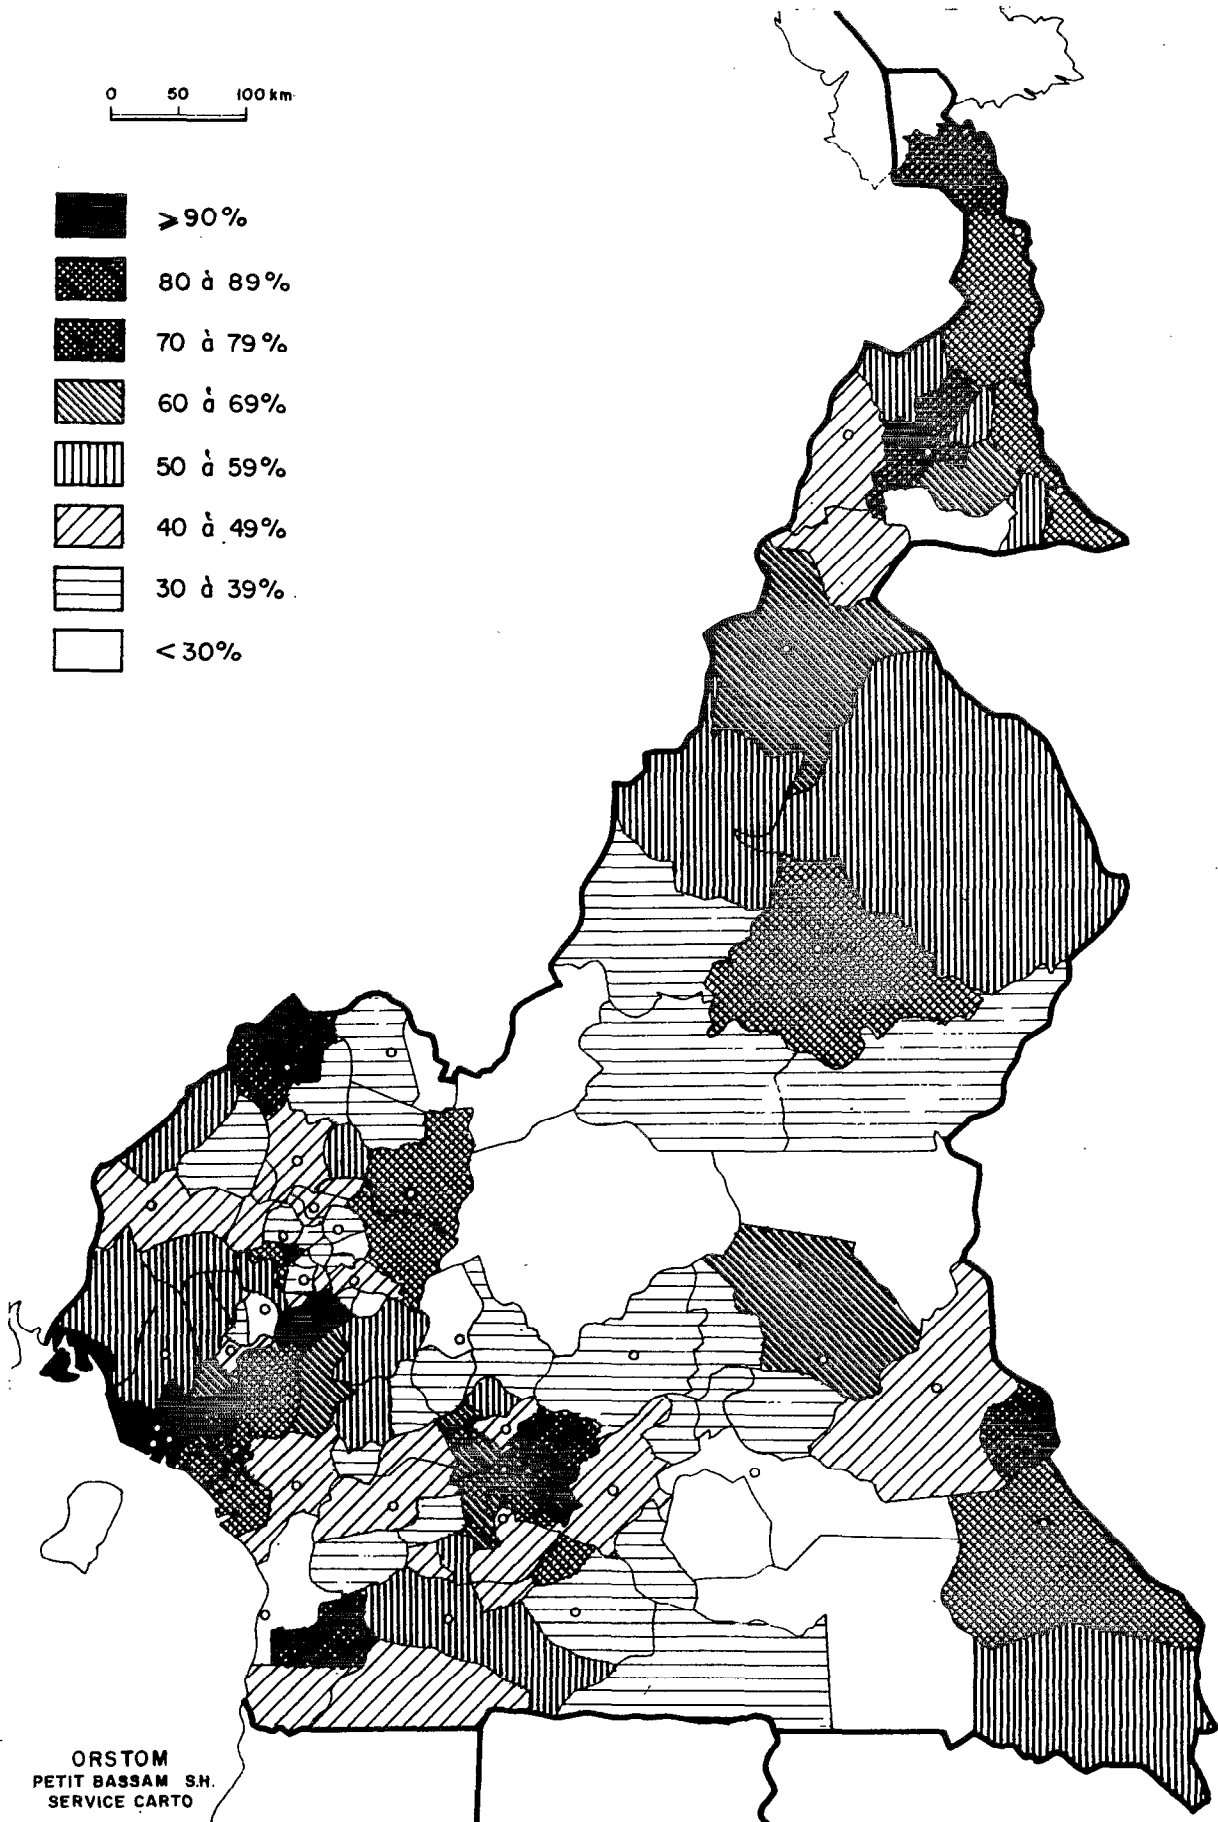 0 50 100 km
⩾ 90%
80 à 89%
70 à 79%
60 à 69%
50 à 59%
40 à 49%
30 à 39%
< 30%
ORSTOM
PETIT BASSAM S.H.
SERVICE CARTO